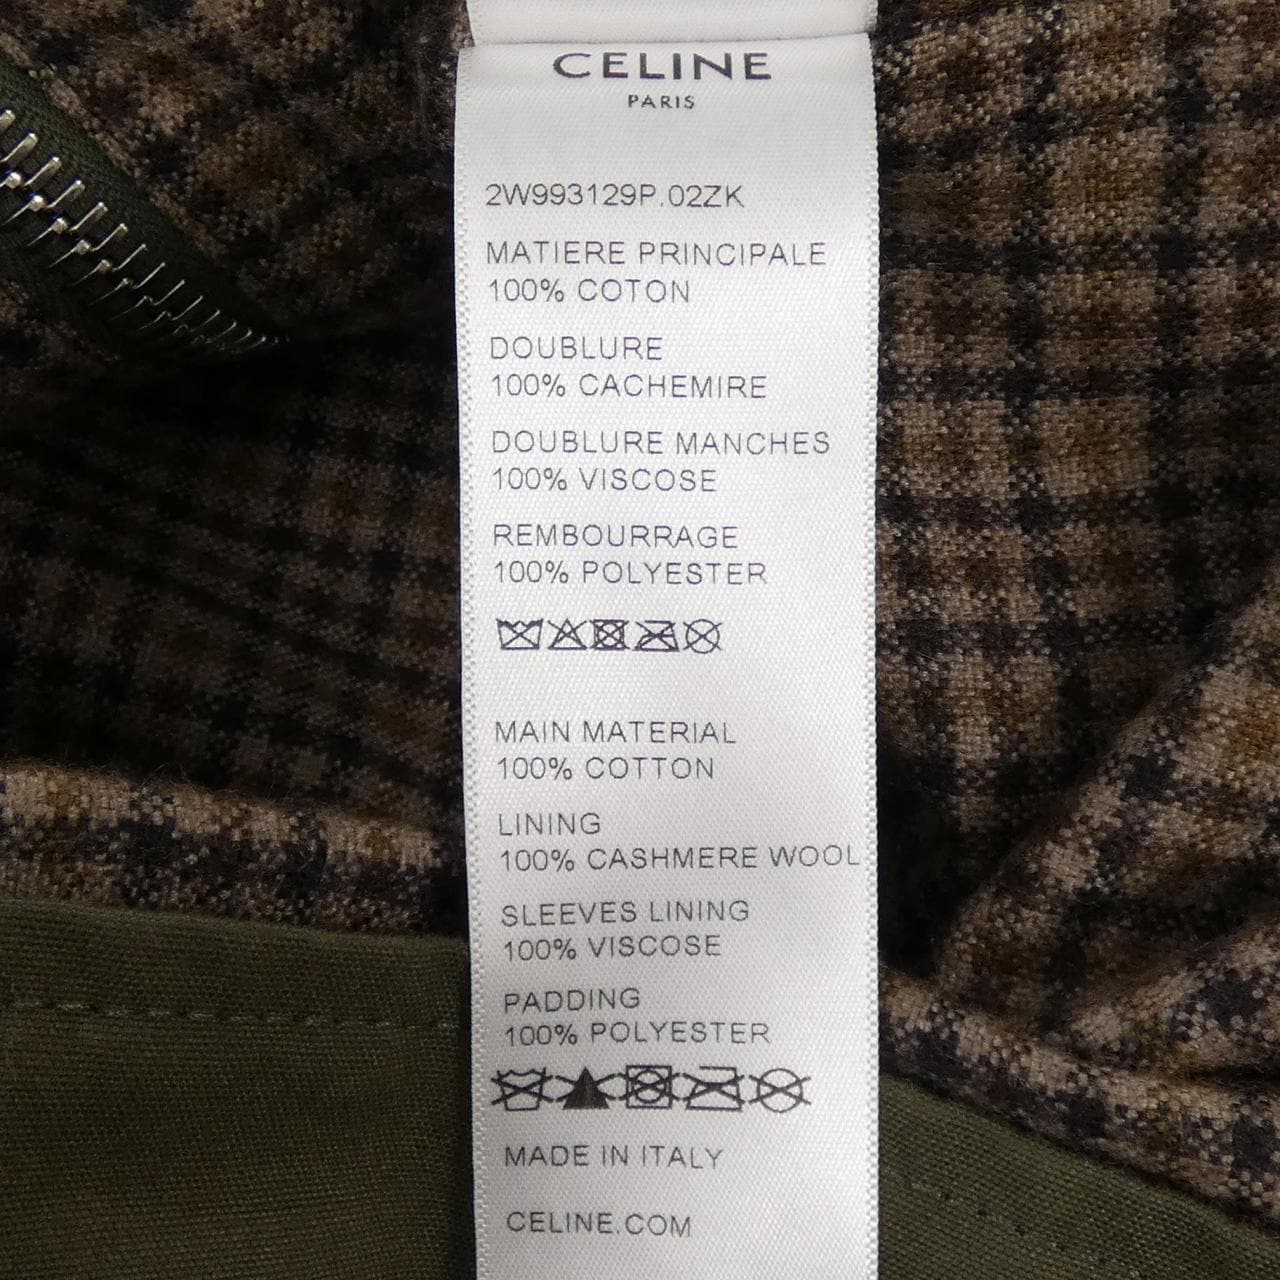 CELINE
PARIS
2W993129P.02ZK
MATIERE PRINCIPALE
100% COTON
DOUBLURE
100% CACHEMIRE
DOUBLURE MANCHES
100% VISCOSE
REMBOURRAGE
100% POLYESTER
MAIN MATERIAL
100% COTTON
LINING
100% CASHMERE WOOL
SLEEVES LINING
100% VISCOSE
PADDING
100% POLYESTER
MADE IN ITALY
CELINE.COM